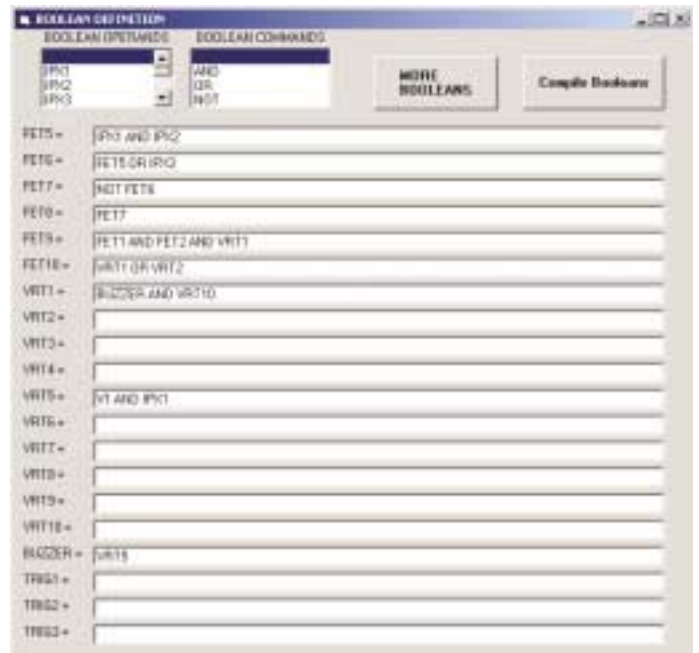 BOOLEAN DEFINITION
BOOLEAN OPERANDS BOOLEAN COMMANDS
IPX1
IPX2
IPX3
AND
OR
NOT
MORE
BOOLEANS
Compile Booleans
FET5 = IPX1 AND IPX2
FET6 = FET5 OR IPX3
FET7 = NOT FET6
FET8 = FET7
FET9 = FET1 AND FET2 AND VRT1
FET10 = VRT1 OR VRT2
VRT1 = BUZZER AND VRT10
VRT2 =
VRT3 =
VRT4 =
VRT5 = V1 AND IPX1
VRT6 =
VRT7 =
VRT8 =
VRT9 =
VRT10 =
BUZZER = VRT5
TRIG1 =
TRIG2 =
TRIG3 =